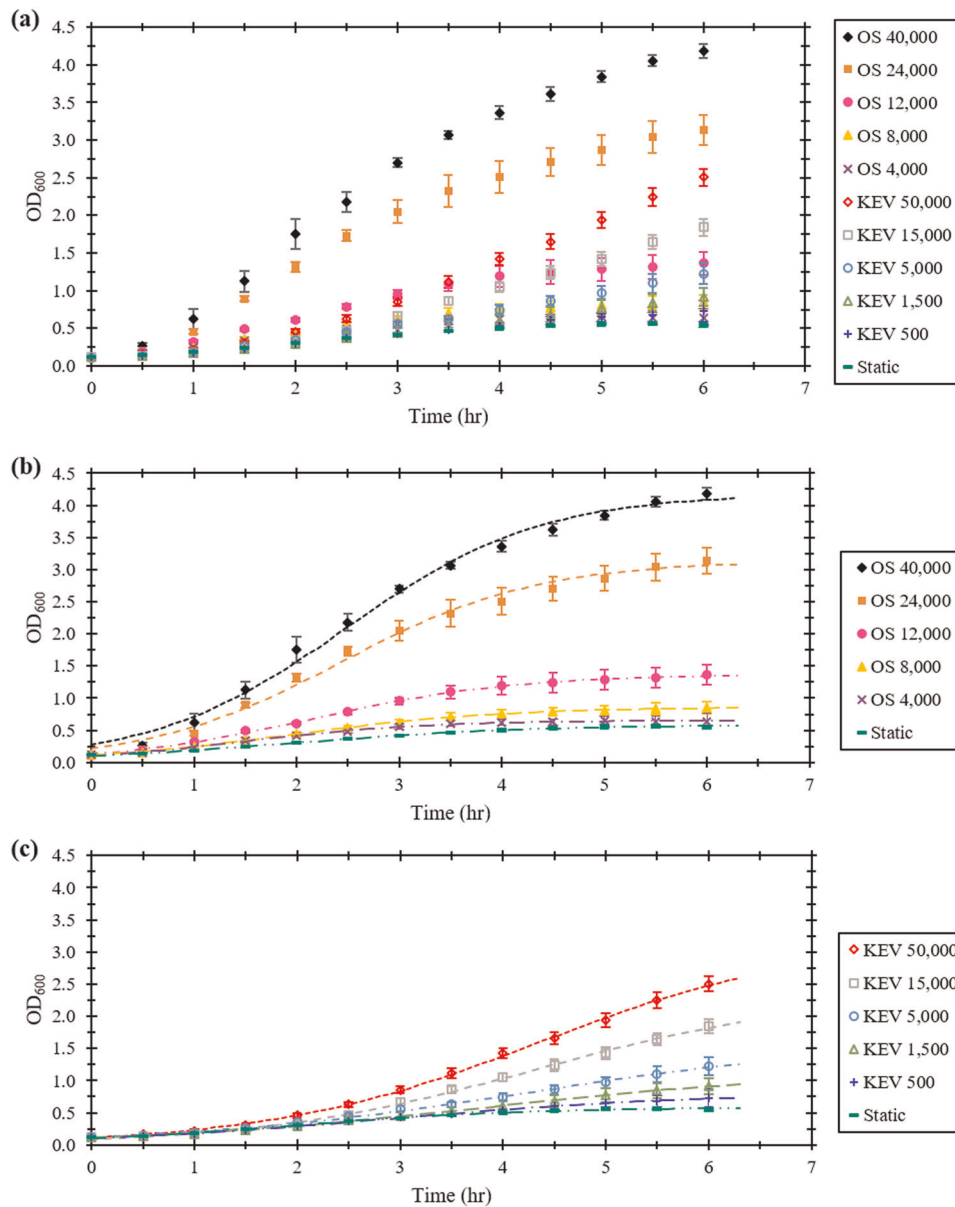 (a)
4.5
4.0
3.5
3.0
2.5
2.0
1.5
1.0
0.5
0.0
OD600
0 1 2 3 4 5 6 7
Time (hr)
OS 40,000
OS 24,000
OS 12,000
OS 8,000
OS 4,000
KEV 50,000
KEV 15,000
KEV 5,000
KEV 1,500
KEV 500
Static
(b)
4.5
4.0
3.5
3.0
2.5
2.0
1.5
1.0
0.5
0.0
OD600
0 1 2 3 4 5 6 7
Time (hr)
OS 40,000
OS 24,000
OS 12,000
OS 8,000
OS 4,000
Static
(c)
4.5
4.0
3.5
3.0
2.5
2.0
1.5
1.0
0.5
0.0
OD600
0 1 2 3 4 5 6 7
Time (hr)
KEV 50,000
KEV 15,000
KEV 5,000
KEV 1,500
KEV 500
Static